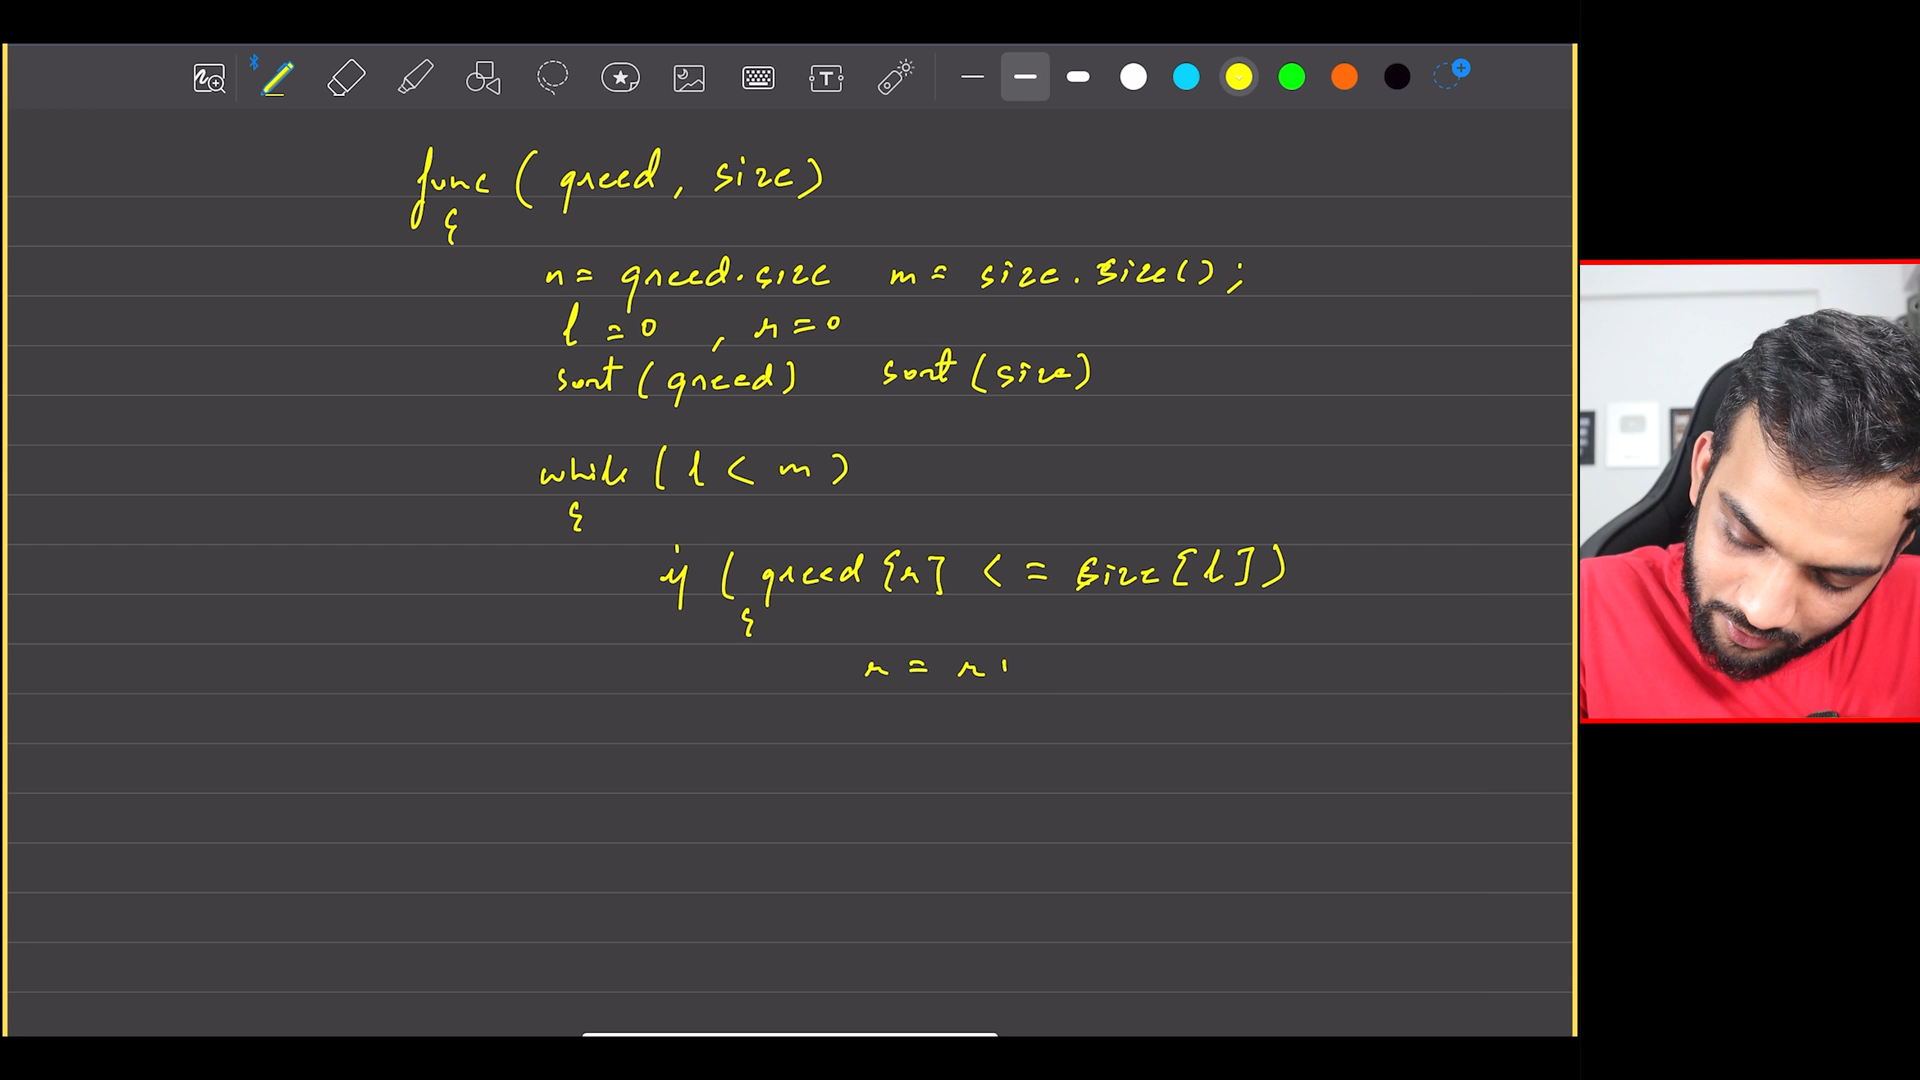 func ( greed, size)
{
n = greed.size m = size.size();
l = 0 , r = 0
sort(greed) sort(size)
while ( l < m )
{
if ( greed[r] <= size[l])
{
r = r